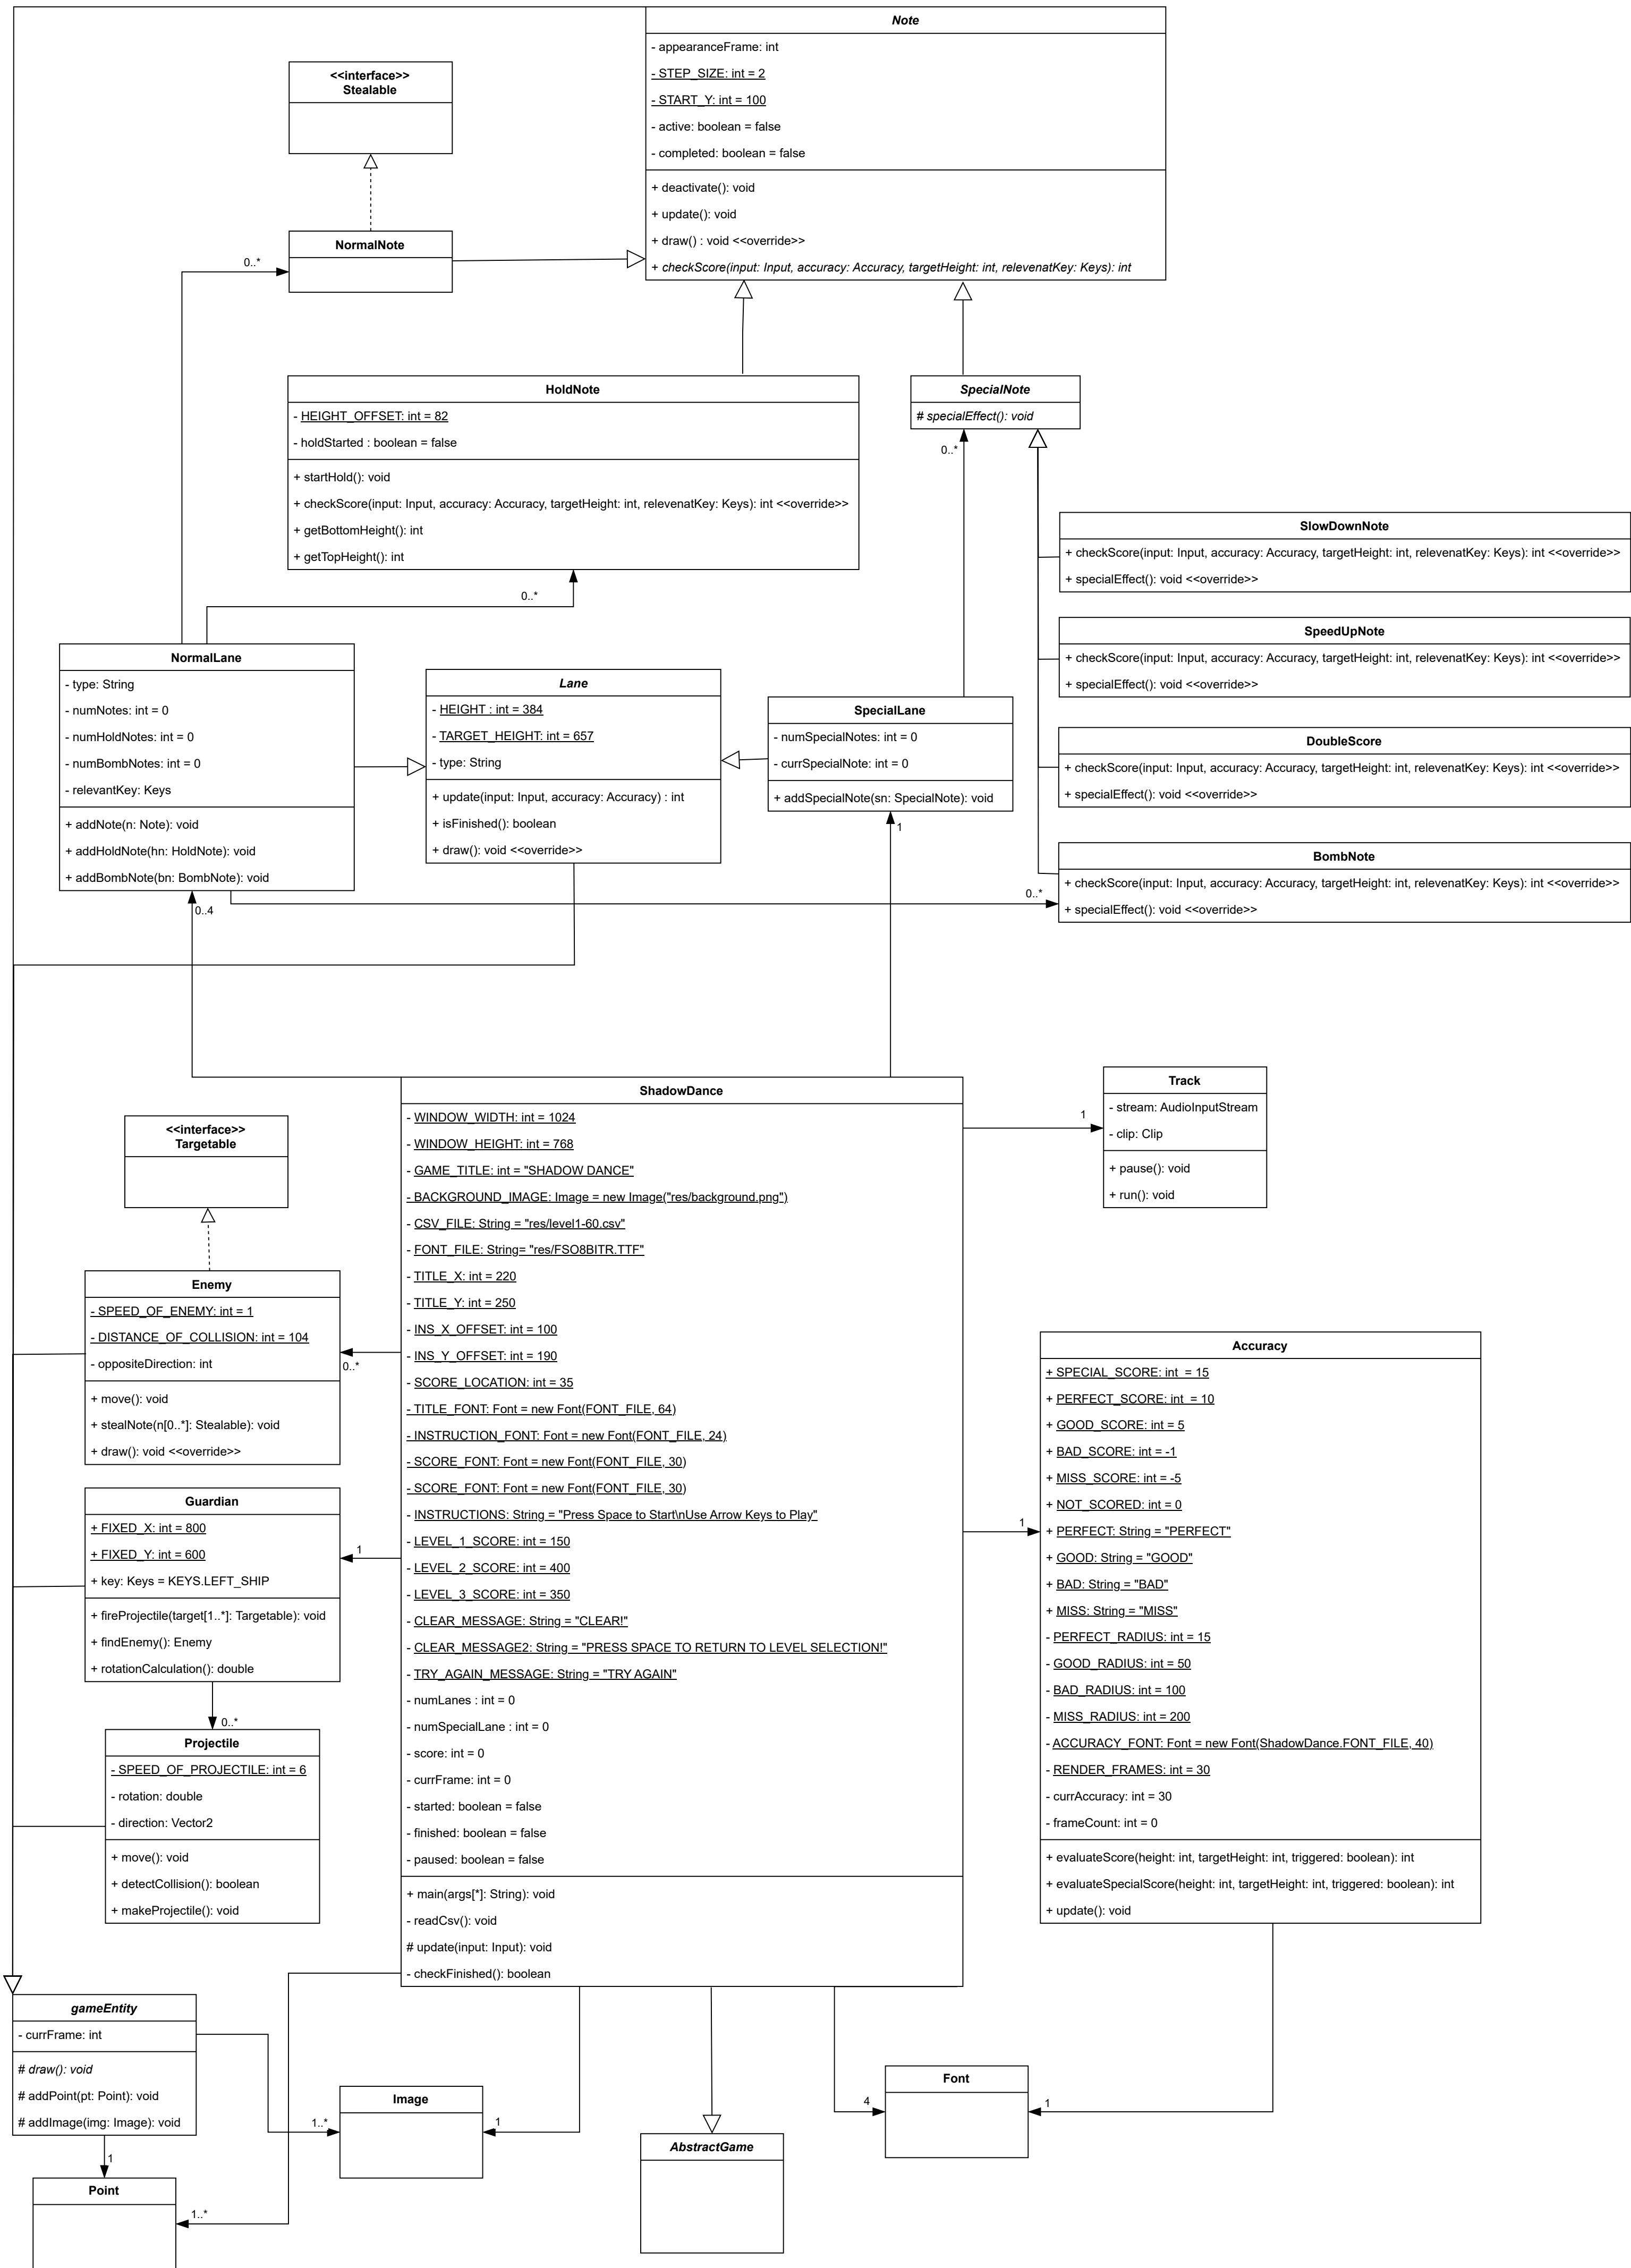 Note
- appearanceFrame: int
- STEP_SIZE: int = 2
- START_Y: int = 100
- active: boolean = false
- completed: boolean = false
+ deactivate(): void
+ update(): void
+ draw() : void <<override>>
+ checkScore(input: Input, accuracy: Accuracy, targetHeight: int, relevenatKey: Keys): int
<<interface>>
Stealable
NormalNote
0..*
HoldNote
- HEIGHT_OFFSET: int = 82
- holdStarted : boolean = false
+ startHold(): void
+ checkScore(input: Input, accuracy: Accuracy, targetHeight: int, relevenatKey: Keys): int <<override>>
+ getBottomHeight(): int
+ getTopHeight(): int
0..*
SpecialNote
# specialEffect(): void
0..*
SlowDownNote
+ checkScore(input: Input, accuracy: Accuracy, targetHeight: int, relevenatKey: Keys): int <<override>>
+ specialEffect(): void <<override>>
SpeedUpNote
+ checkScore(input: Input, accuracy: Accuracy, targetHeight: int, relevenatKey: Keys): int <<override>>
+ specialEffect(): void <<override>>
DoubleScore
+ checkScore(input: Input, accuracy: Accuracy, targetHeight: int, relevenatKey: Keys): int <<override>>
+ specialEffect(): void <<override>>
BombNote
+ checkScore(input: Input, accuracy: Accuracy, targetHeight: int, relevenatKey: Keys): int <<override>>
+ specialEffect(): void <<override>>
0..*
NormalLane
- type: String
- numNotes: int = 0
- numHoldNotes: int = 0
- numBombNotes: int = 0
- relevantKey: Keys
+ addNote(n: Note): void
+ addHoldNote(hn: HoldNote): void
+ addBombNote(bn: BombNote): void
0..4
Lane
- HEIGHT : int = 384
- TARGET_HEIGHT: int = 657
- type: String
+ update(input: Input, accuracy: Accuracy) : int
+ isFinished(): boolean
+ draw(): void <<override>>
SpecialLane
- numSpecialNotes: int = 0
- currSpecialNote: int = 0
+ addSpecialNote(sn: SpecialNote): void
1
ShadowDance
- WINDOW_WIDTH: int = 1024
- WINDOW_HEIGHT: int = 768
- GAME_TITLE: int = "SHADOW DANCE"
- BACKGROUND_IMAGE: Image = new Image("res/background.png")
- CSV_FILE: String = "res/level1-60.csv"
- FONT_FILE: String= "res/FSO8BITR.TTF"
- TITLE_X: int = 220
- TITLE_Y: int = 250
- INS_X_OFFSET: int = 100
- INS_Y_OFFSET: int = 190
- SCORE_LOCATION: int = 35
- TITLE_FONT: Font = new Font(FONT_FILE, 64)
- INSTRUCTION_FONT: Font = new Font(FONT_FILE, 24)
- SCORE_FONT: Font = new Font(FONT_FILE, 30)
- SCORE_FONT: Font = new Font(FONT_FILE, 30)
- INSTRUCTIONS: String = "Press Space to Start\nUse Arrow Keys to Play"
- LEVEL_1_SCORE: int = 150
- LEVEL_2_SCORE: int = 400
- LEVEL_3_SCORE: int = 350
- CLEAR_MESSAGE: String = "CLEAR!"
- CLEAR_MESSAGE2: String = "PRESS SPACE TO RETURN TO LEVEL SELECTION!"
- TRY_AGAIN_MESSAGE: String = "TRY AGAIN"
- numLanes : int = 0
- numSpecialLane : int = 0
- score: int = 0
- currFrame: int = 0
- started: boolean = false
- finished: boolean = false
- paused: boolean = false
+ main(args[*]: String): void
- readCsv(): void
# update(input: Input): void
- checkFinished(): boolean
1
Track
- stream: AudioInputStream
- clip: Clip
+ pause(): void
+ run(): void
<<interface>>
Targetable
Enemy
- SPEED_OF_ENEMY: int = 1
- DISTANCE_OF_COLLISION: int = 104
- oppositeDirection: int
+ move(): void
+ stealNote(n[0..*]: Stealable): void
+ draw(): void <<override>>
0..*
Guardian
+ FIXED_X: int = 800
+ FIXED_Y: int = 600
+ key: Keys = KEYS.LEFT_SHIP
+ fireProjectile(target[1..*]: Targetable): void
+ findEnemy(): Enemy
+ rotationCalculation(): double
1
0..*
Projectile
- SPEED_OF_PROJECTILE: int = 6
- rotation: double
- direction: Vector2
+ move(): void
+ detectCollision(): boolean
+ makeProjectile(): void
1
Accuracy
+ SPECIAL_SCORE: int  = 15
+ PERFECT_SCORE: int  = 10
+ GOOD_SCORE: int = 5
+ BAD_SCORE: int = -1
+ MISS_SCORE: int = -5
+ NOT_SCORED: int = 0
+ PERFECT: String = "PERFECT"
+ GOOD: String = "GOOD"
+ BAD: String = "BAD"
+ MISS: String = "MISS"
- PERFECT_RADIUS: int = 15
- GOOD_RADIUS: int = 50
- BAD_RADIUS: int = 100
- MISS_RADIUS: int = 200
- ACCURACY_FONT: Font = new Font(ShadowDance.FONT_FILE, 40)
- RENDER_FRAMES: int = 30
- currAccuracy: int = 30
- frameCount: int = 0
+ evaluateScore(height: int, targetHeight: int, triggered: boolean): int
+ evaluateSpecialScore(height: int, targetHeight: int, triggered: boolean): int
+ update(): void
gameEntity
- currFrame: int
# draw(): void
# addPoint(pt: Point): void
# addImage(img: Image): void
1
Point
1..*
1..*
Image
1
AbstractGame
4
Font
1